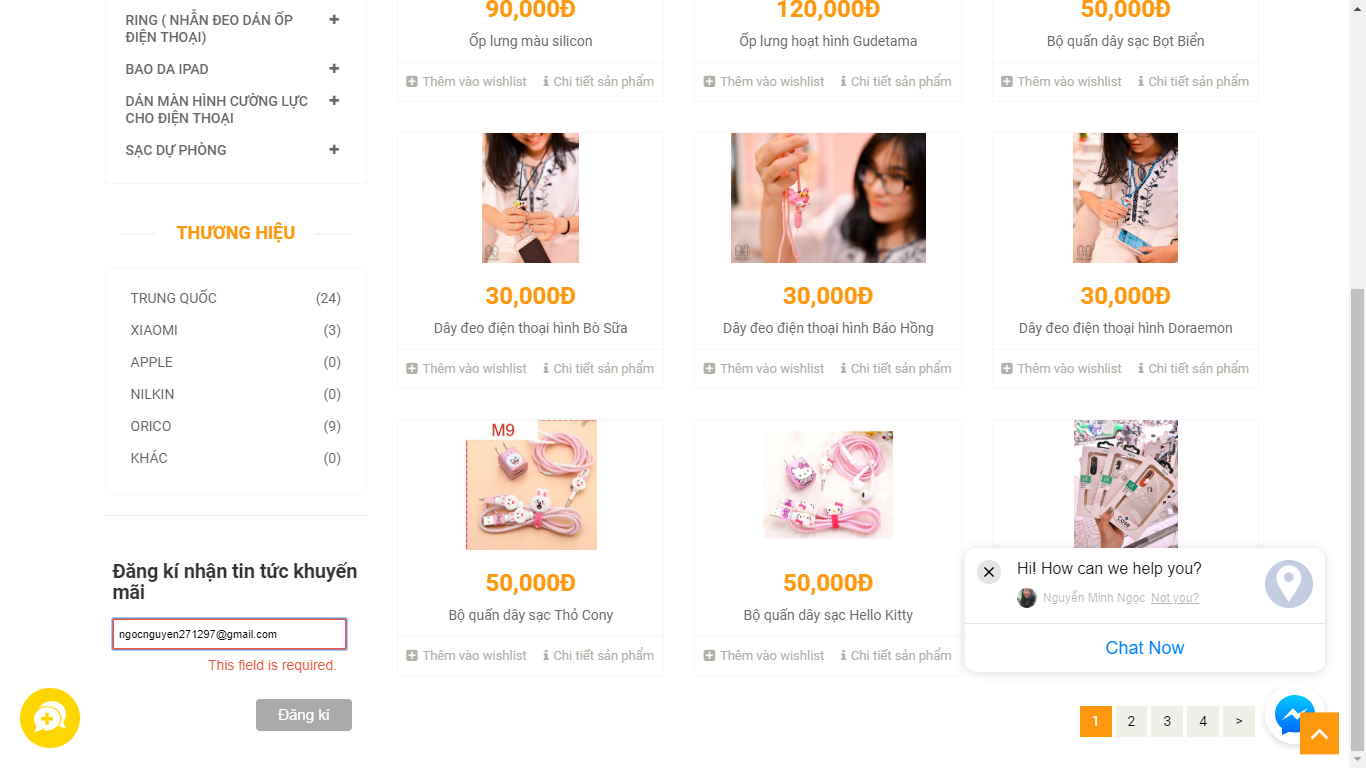 RING ( NHẪN ĐEO DÁN ỐP
ĐIỆN THOẠI)
BAO DA IPAD
DÁN MÀN HÌNH CƯỜNG LỰC
CHO ĐIỆN THOẠI
SẠC DỰ PHÒNG
THƯƠNG HIỆU
TRUNG QUỐC (24)
XIAOMI (3)
APPLE (0)
NILKIN (0)
ORICO (9)
KHÁC (0)
Đăng kí nhận tin tức khuyến
mãi
ngocnguyen271297@gmail.com
This field is required.
Đăng kí
90,000Đ
Ốp lưng màu silicon
Thêm vào wishlist Chi tiết sản phẩm
120,000Đ
Ốp lưng hoạt hình Gudetama
Thêm vào wishlist Chi tiết sản phẩm
50,000Đ
Bộ quấn dây sạc Bọt Biển
Thêm vào wishlist Chi tiết sản phẩm
30,000Đ
Dây đeo điện thoại hình Bò Sữa
Thêm vào wishlist Chi tiết sản phẩm
30,000Đ
Dây đeo điện thoại hình Báo Hồng
Thêm vào wishlist Chi tiết sản phẩm
30,000Đ
Dây đeo điện thoại hình Doraemon
Thêm vào wishlist Chi tiết sản phẩm
M9
50,000Đ
Bộ quấn dây sạc Thỏ Cony
Thêm vào wishlist Chi tiết sản phẩm
50,000Đ
Bộ quấn dây sạc Hello Kitty
Thêm vào wishlist Chi tiết sản phẩm
Hi! How can we help you?
Nguyễn Minh Ngọc Not you?
Chat Now
1 2 3 4 >